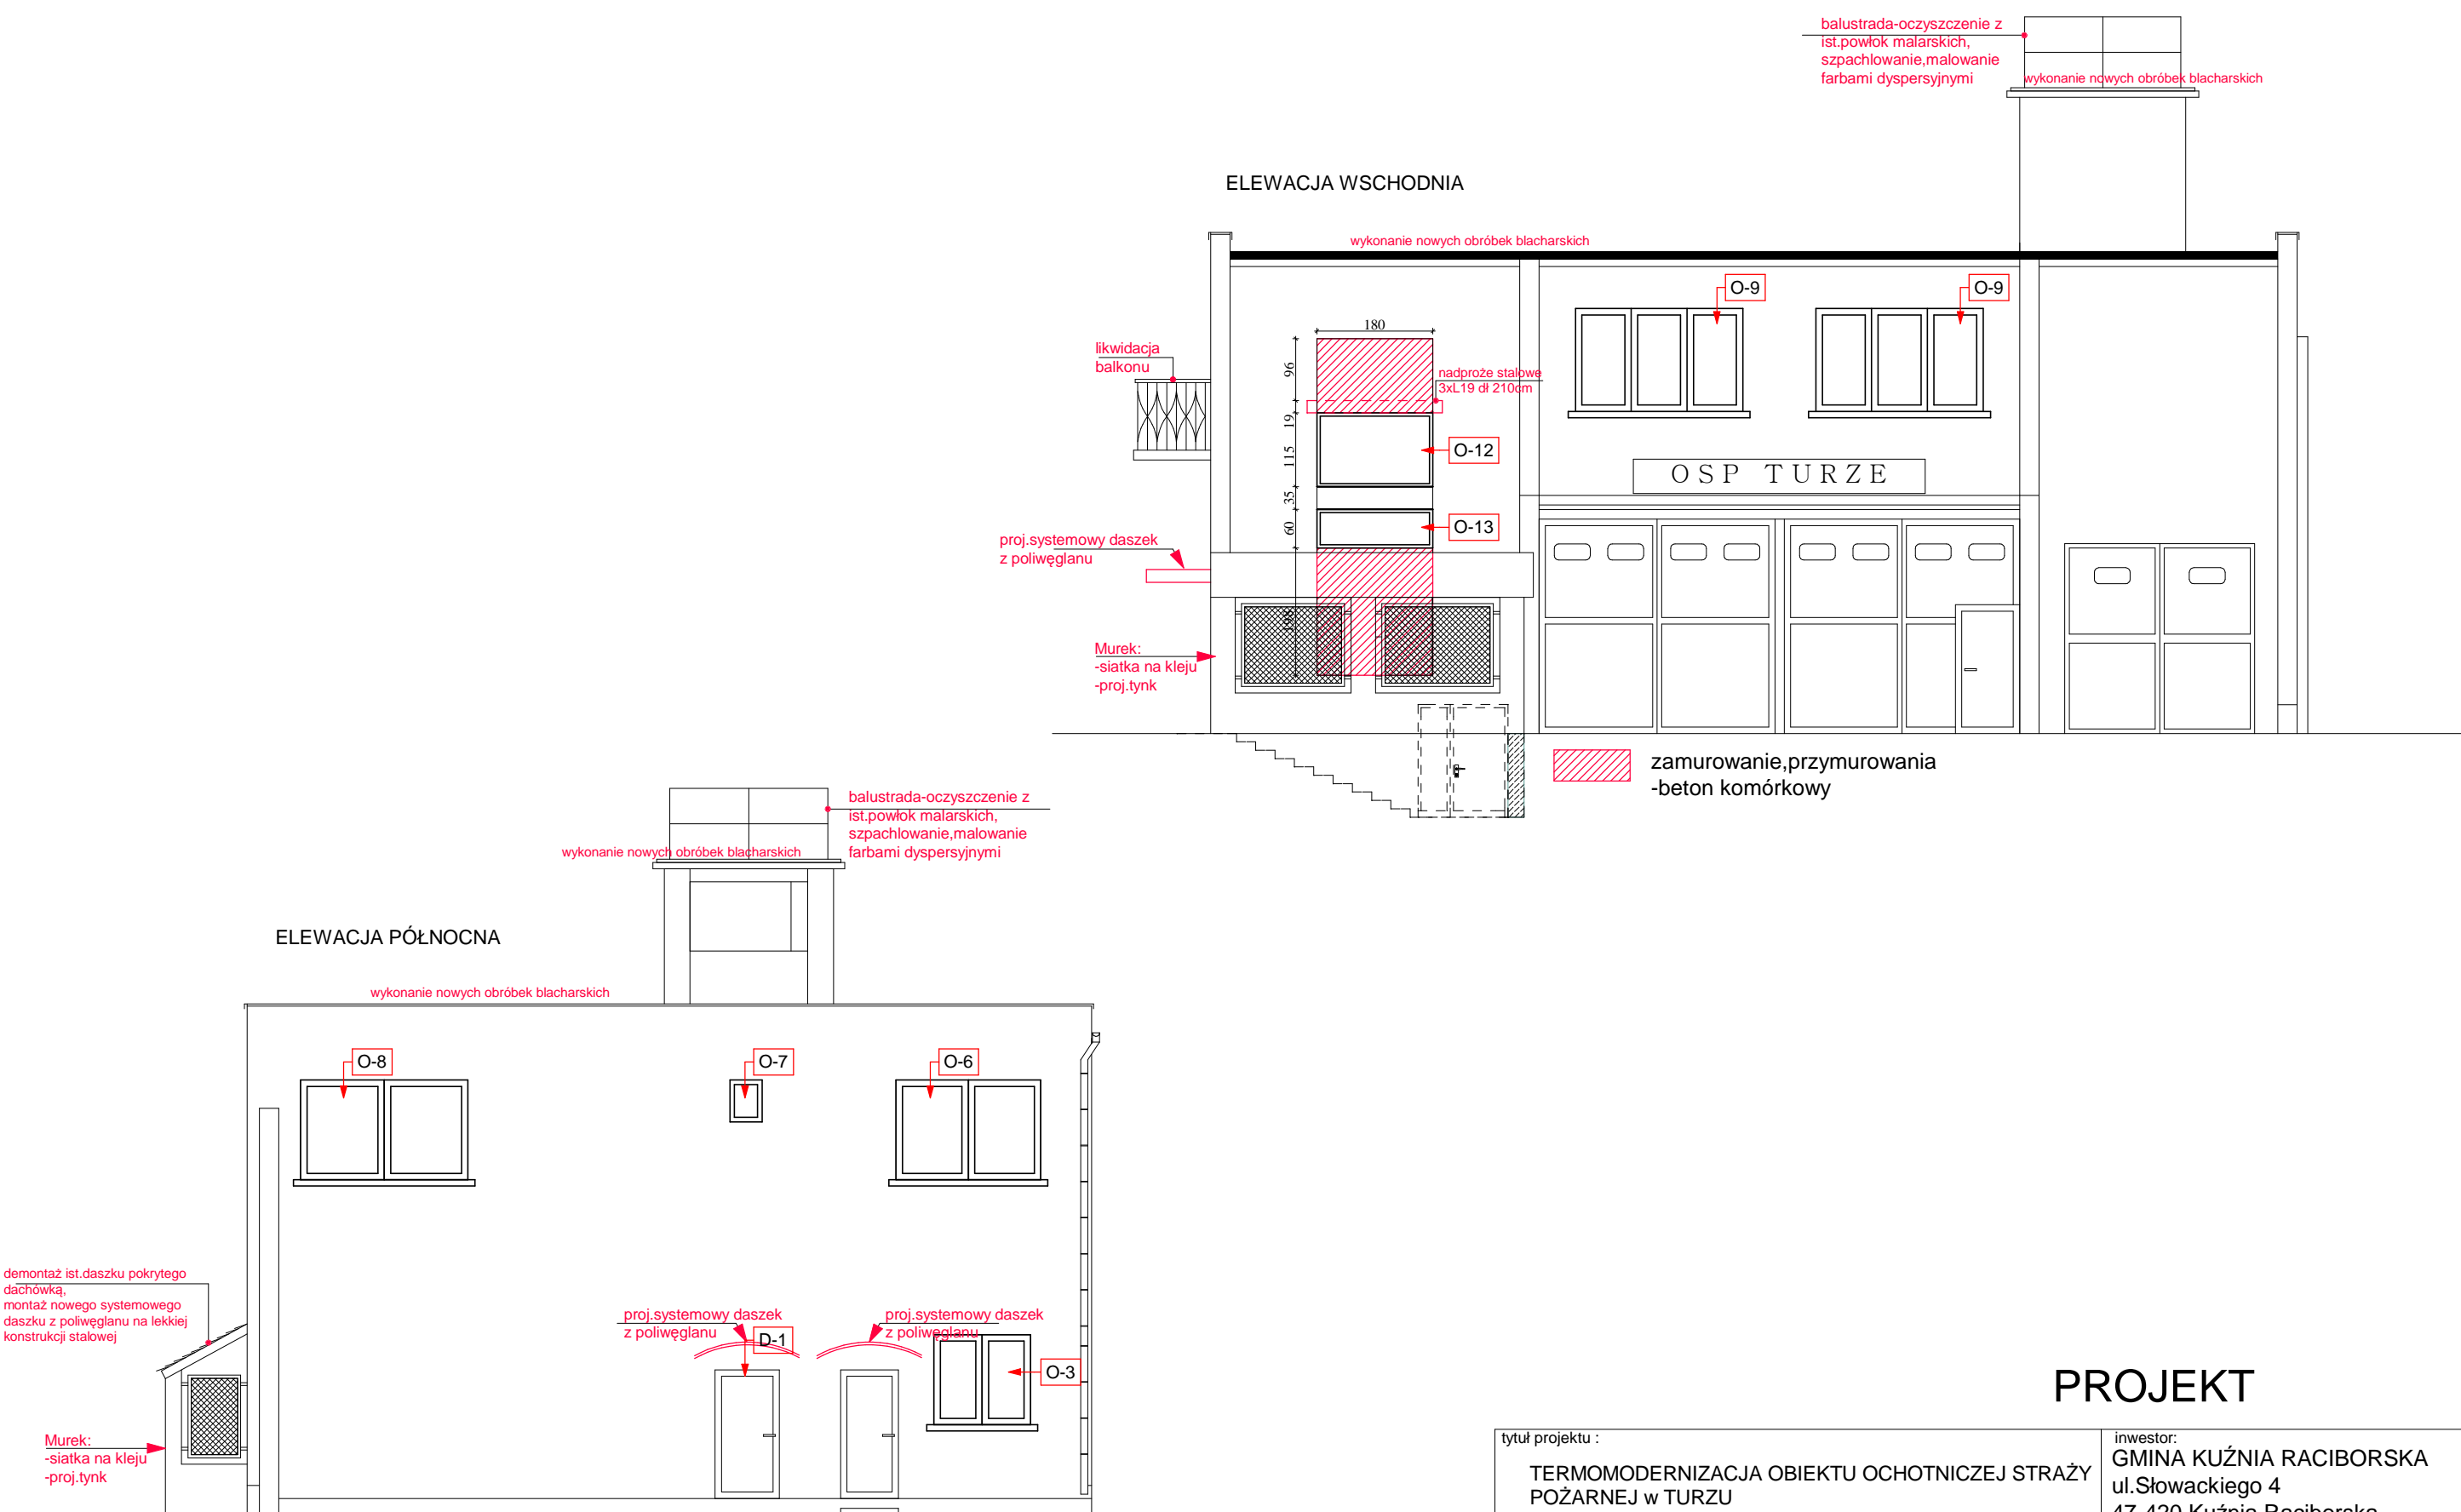 balustrada-oczyszczenie z
ist.powłok malarskich,
szpachlowanie,malowanie
farbami dyspersyjnymi
wykonanie nowych obróbek blacharskich
ELEWACJA WSCHODNIA
wykonanie nowych obróbek blacharskich
O-9
O-9
180
likwidacja
balkonu
96
nadproże stalowe
3xL19 dł 210cm
19
115
O-12
OSP TURZE
35
60
O-13
proj.systemowy daszek
z poliwęglanu
198
Murek:
-siatka na kleju
-proj.tynk
zamurowanie,przymurowania
-beton komórkowy
balustrada-oczyszczenie z
ist.powłok malarskich,
szpachlowanie,malowanie
farbami dyspersyjnymi
wykonanie nowych obróbek blacharskich
ELEWACJA PÓŁNOCNA
wykonanie nowych obróbek blacharskich
O-8
O-7
O-6
demontaż ist.daszku pokrytego
dachówką,
montaż nowego systemowego
daszku z poliwęglanu na lekkiej
konstrukcji stalowej
proj.systemowy daszek
z poliwęglanu
D-1
proj.systemowy daszek
z poliwęglanu
O-3
Murek:
-siatka na kleju
-proj.tynk
PROJEKT
tytuł projektu :
TERMOMODERNIZACJA OBIEKTU OCHOTNICZEJ STRAŻY
POŻARNEJ w TURZU
inwestor:
GMINA KUŹNIA RACIBORSKA
ul.Słowackiego 4
47-420 Kuźnia Raciborska